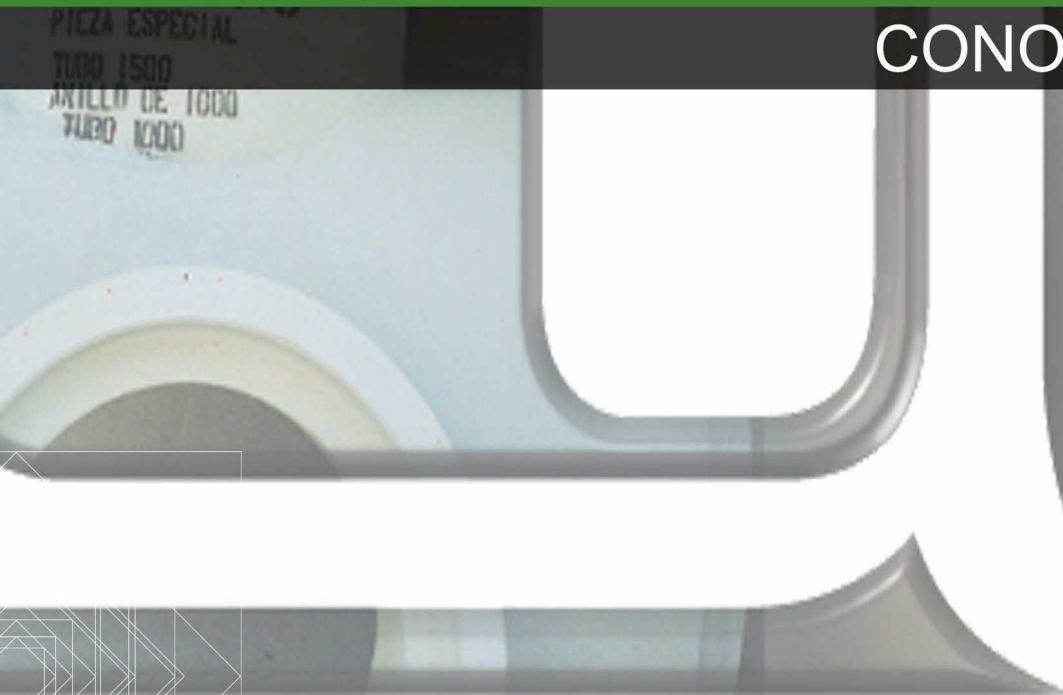 CONO
PIEZA ESPECIAL
TUBO 1500
ANILLO DE 1000
TUBO 1000